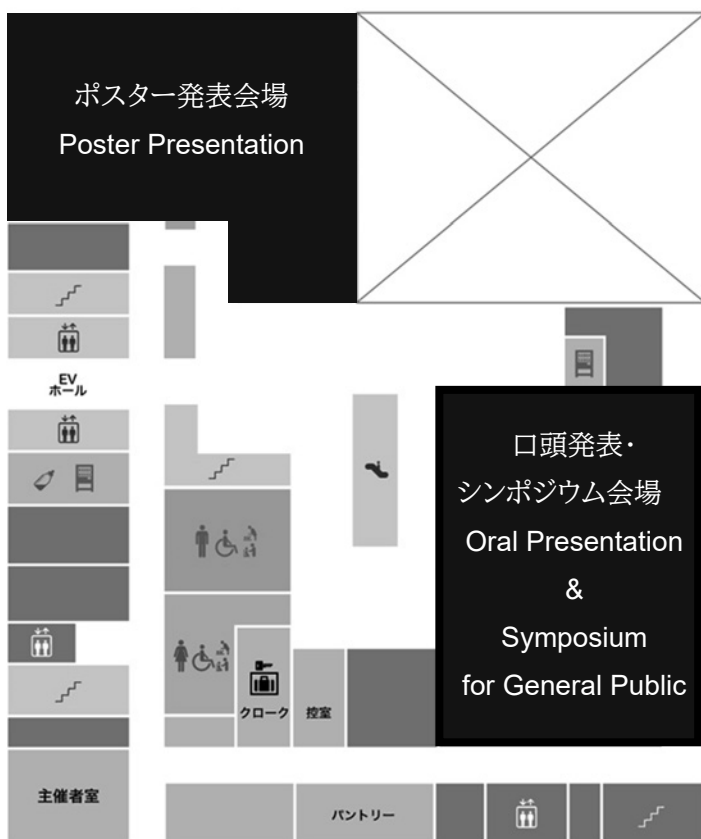 ポスター発表会場
Poster Presentation
EV
ホール
口頭発表・
シンポジウム会場
Oral Presentation
&
Symposium
for General Public
クローク
控室
主催者室
パントリー